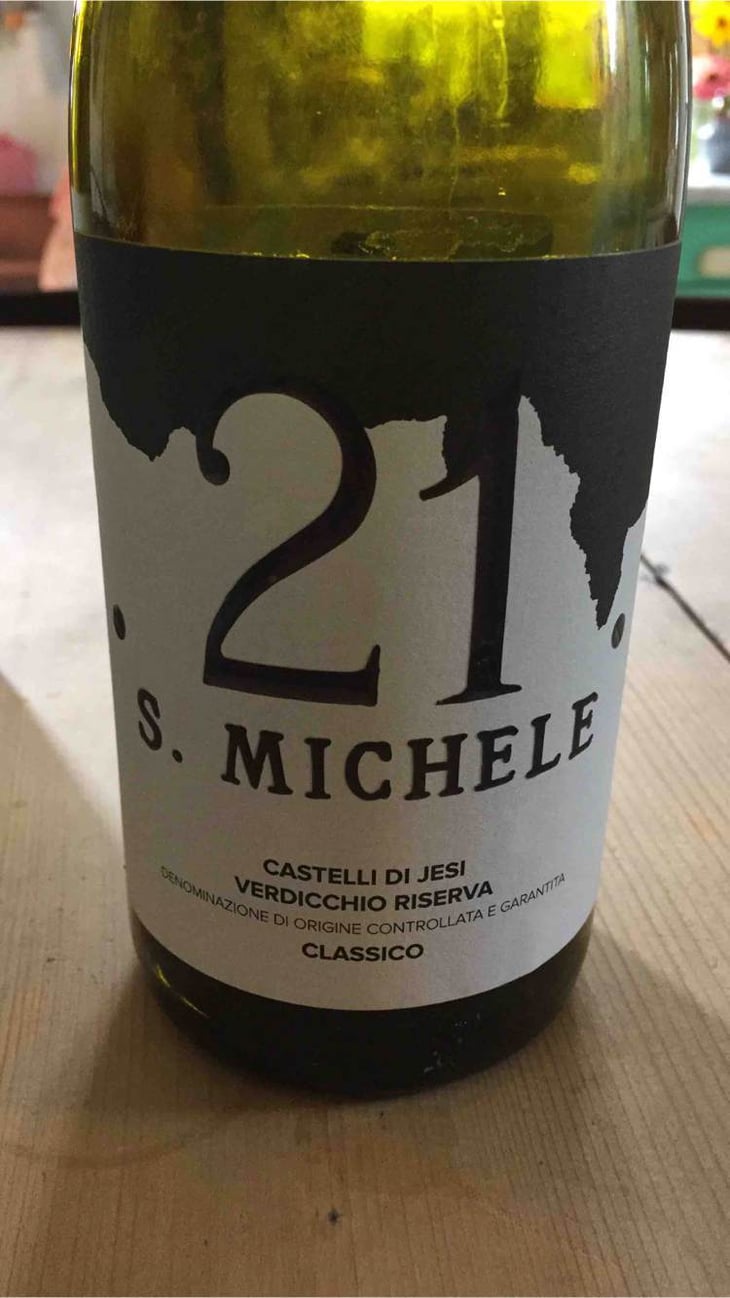 21
S. MICHELE
CASTELLI DI JESI
VERDICCHIO RISERVA
DENOMINAZIONE DI ORIGINE CONTROLLATA E GARANTITA
CLASSICO